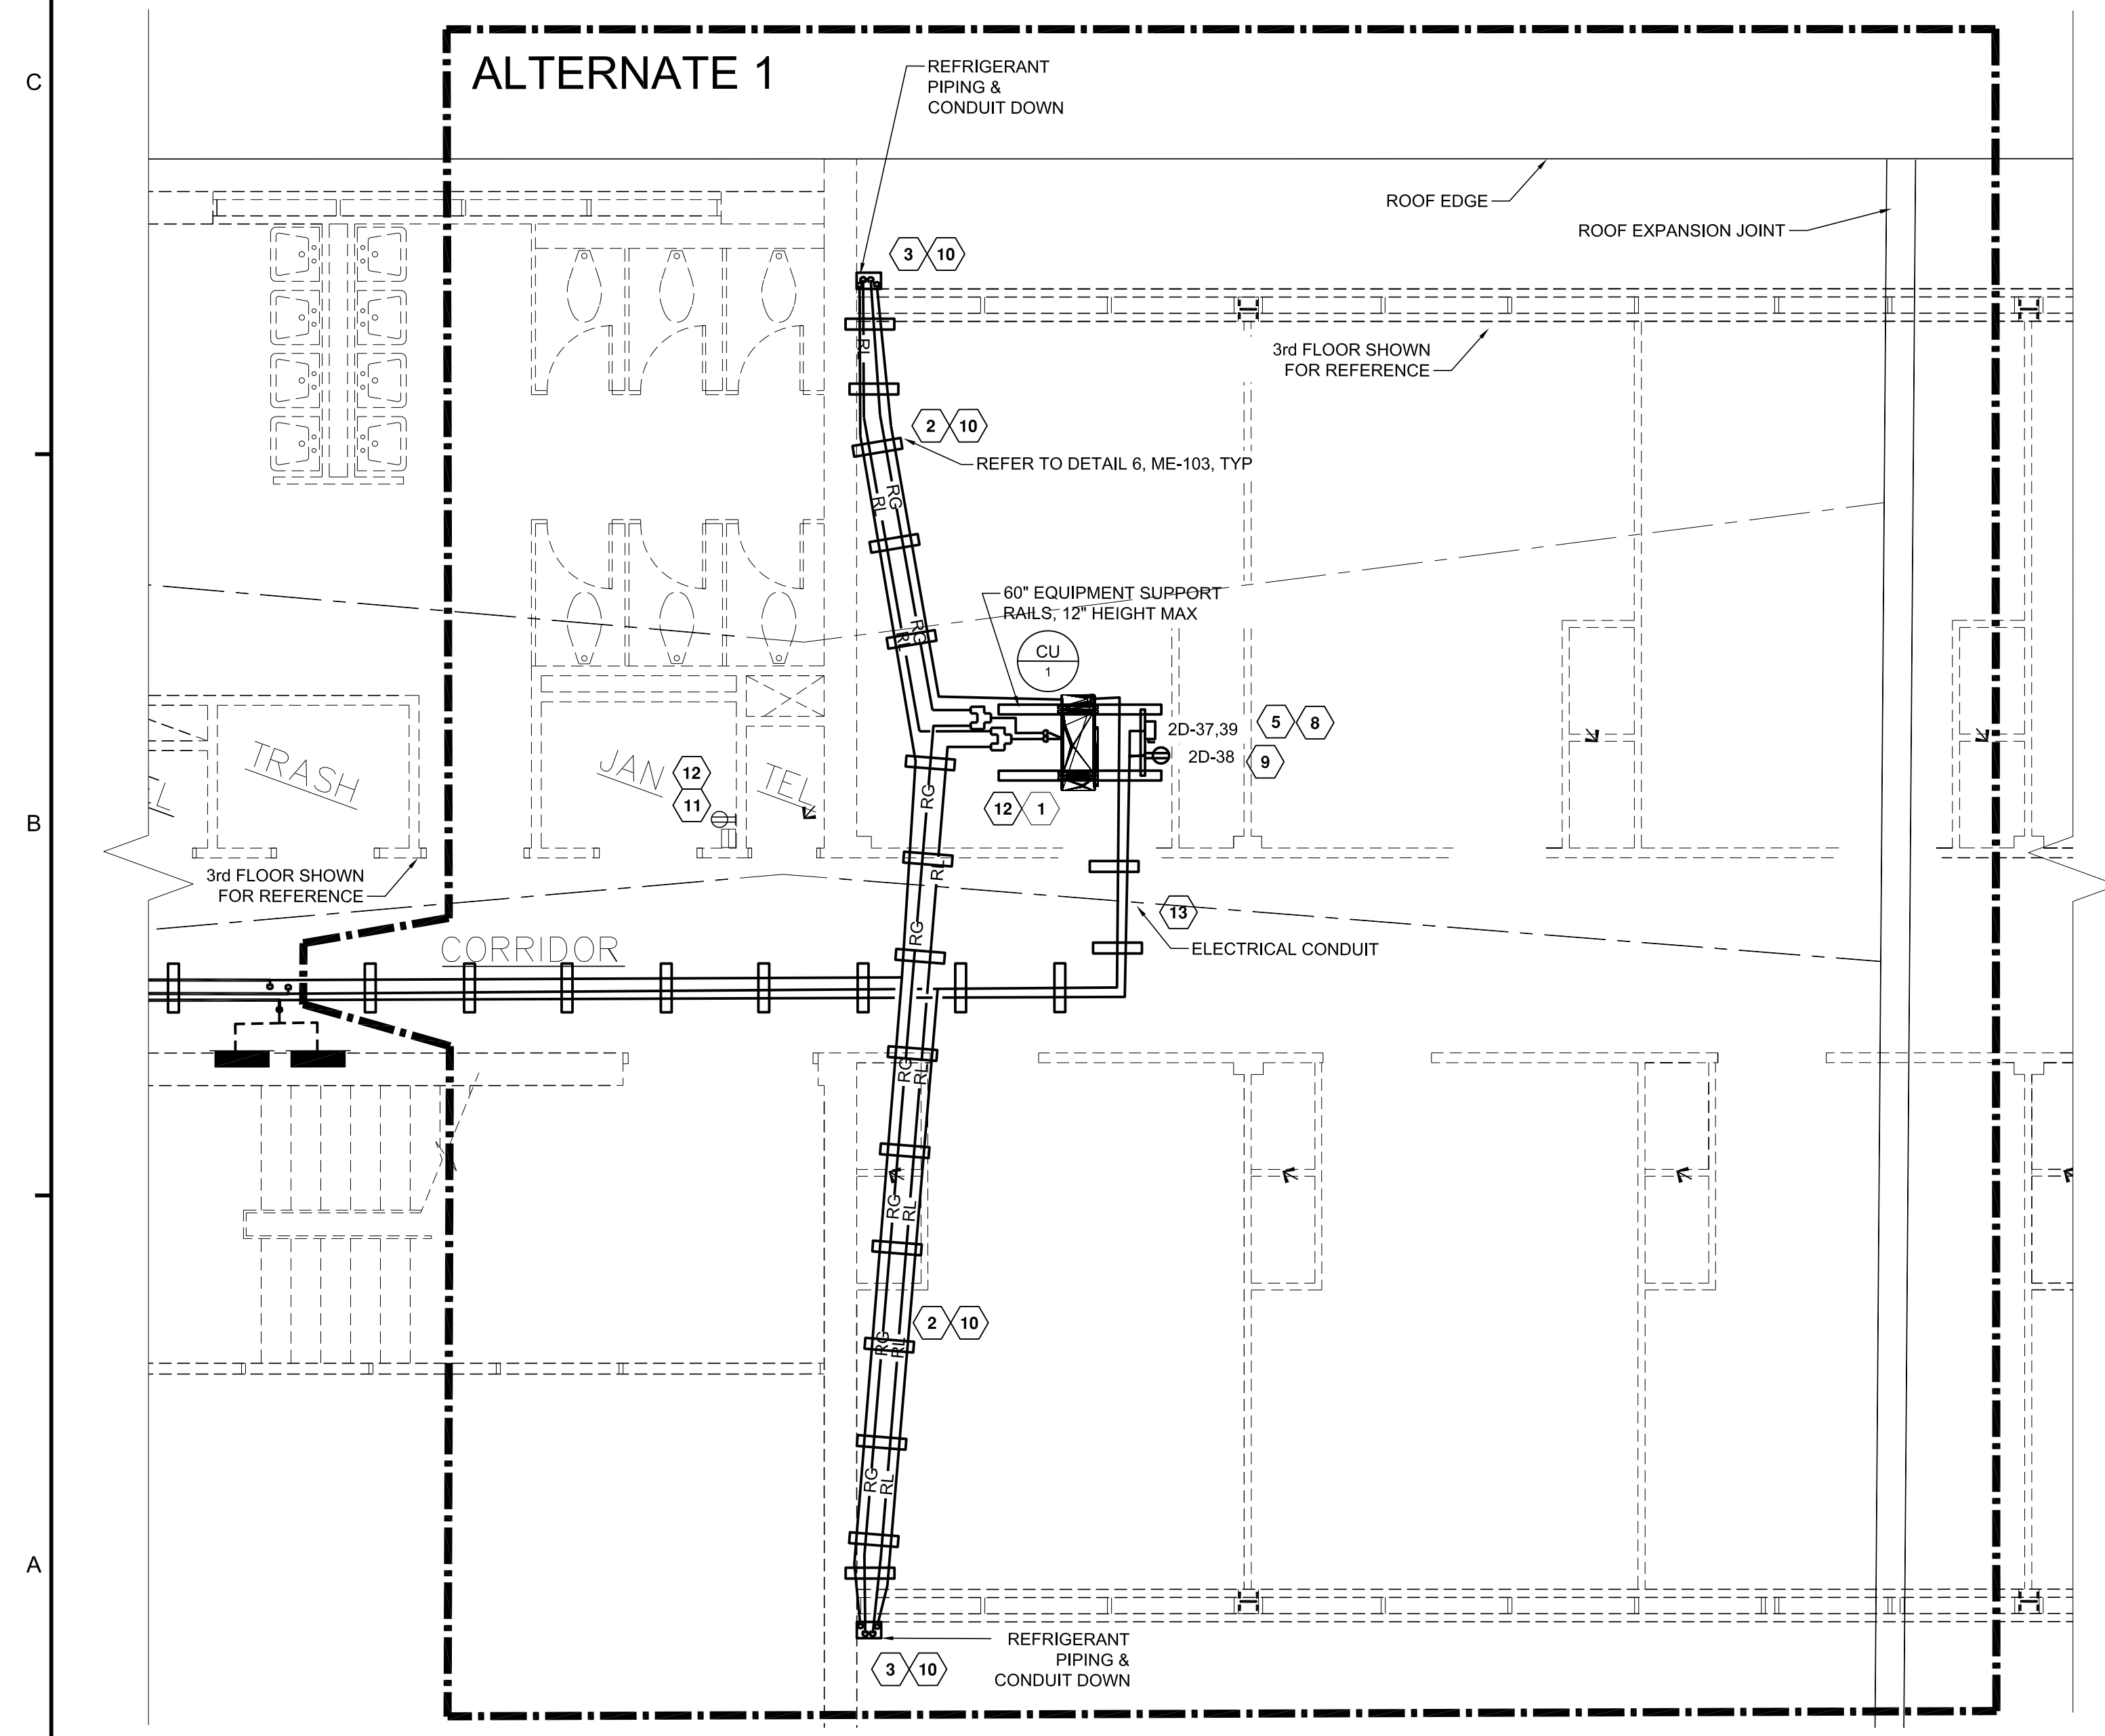 C
ALTERNATE 1
REFRIGERANT
PIPING &
CONDUIT DOWN
ROOF EDGE
ROOF EXPANSION JOINT
3 10
3rd FLOOR SHOWN
FOR REFERENCE
RL
2 10
REFER TO DETAIL 6, ME-103, TYP
RG
RL
60" EQUIPMENT SUPPORT
RAILS, 12" HEIGHT MAX
RG
RL
CU
1
2D-37,39
5 8
2D-38
9
TRASH
JAN
12
11
TEL
12 1
B
RG
RL
3rd FLOOR SHOWN
FOR REFERENCE
13
RG
CORRIDOR
ELECTRICAL CONDUIT
RG
RL
RG
RL
2 10
RG
RL
RG
RL
A
REFRIGERANT
PIPING &
CONDUIT DOWN
3 10